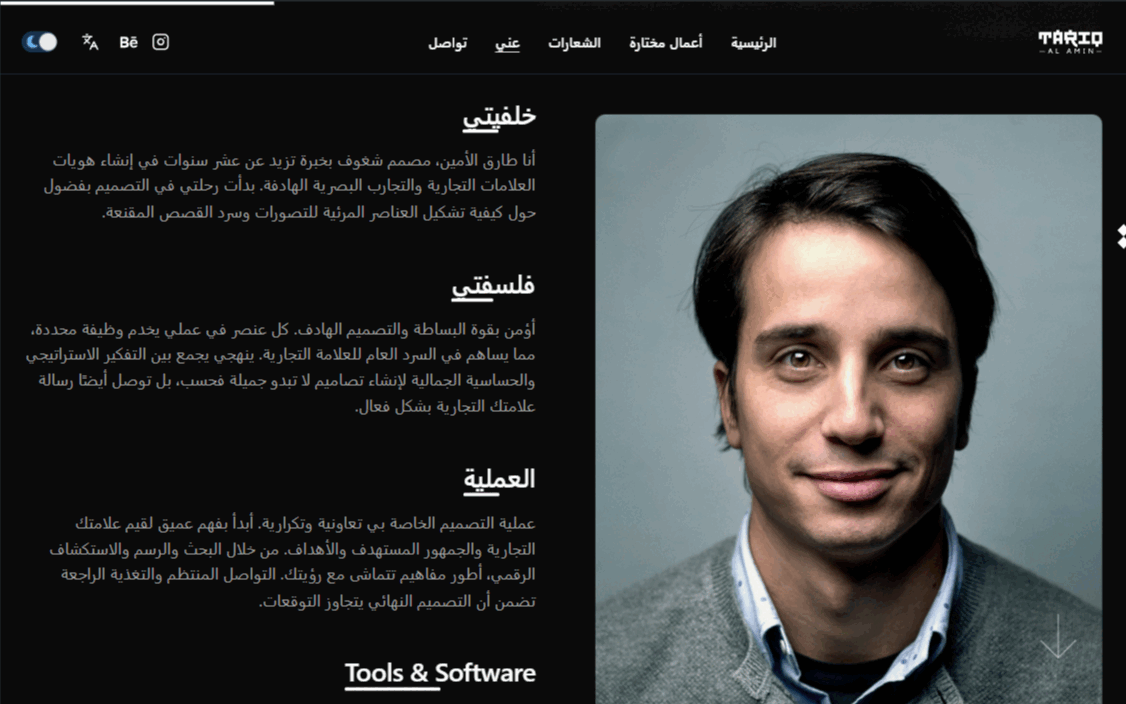 TARIQ
AL AMIN
الرئيسية
أعمال مختارة
الشعارات
عني
تواصل
Bē
خلفيتي
أنا طارق الأمين، مصمم شغوف بخبرة تزيد عن عشر سنوات في إنشاء هويات
العلامات التجارية والتجارب البصرية الهادفة. بدأت رحلتي في التصميم بفضول
حول كيفية تشكيل العناصر المرئية للتصورات وسرد القصص المقنعة.
فلسفتي
أؤمن بقوة البساطة والتصميم الهادف. كل عنصر في عملي يخدم وظيفة محددة،
مما يساهم في السرد العام للعلامة التجارية. ينهجي يجمع بين التفكير الاستراتيجي
والحساسية الجمالية لإنشاء تصاميم لا تبدو جميلة فحسب، بل توصل أيضًا رسالة
علامتك التجارية بشكل فعال.
العملية
عملية التصميم الخاصة بي تعاونية وتكرارية. أبدأ بفهم عميق لقيم علامتك
التجارية والجمهور المستهدف والأهداف. من خلال البحث والرسم والاستكشاف
الرقمي، أطور مفاهيم تتماشى مع رؤيتك. التواصل المنتظم والتغذية الراجعة
تضمن أن التصميم النهائي يتجاوز التوقعات.
Tools & Software